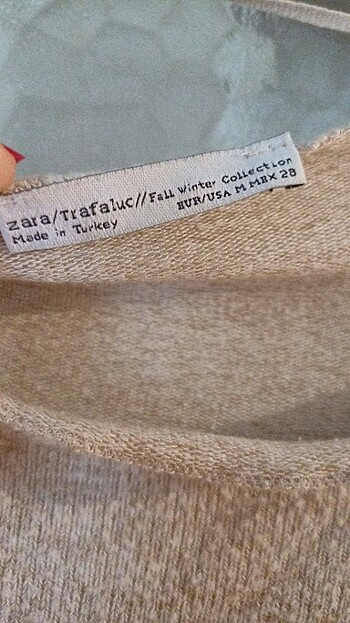 Zara/Trafaluc//Fall Winter Collection
Made in Turkey
EUR/USA M MEX 28